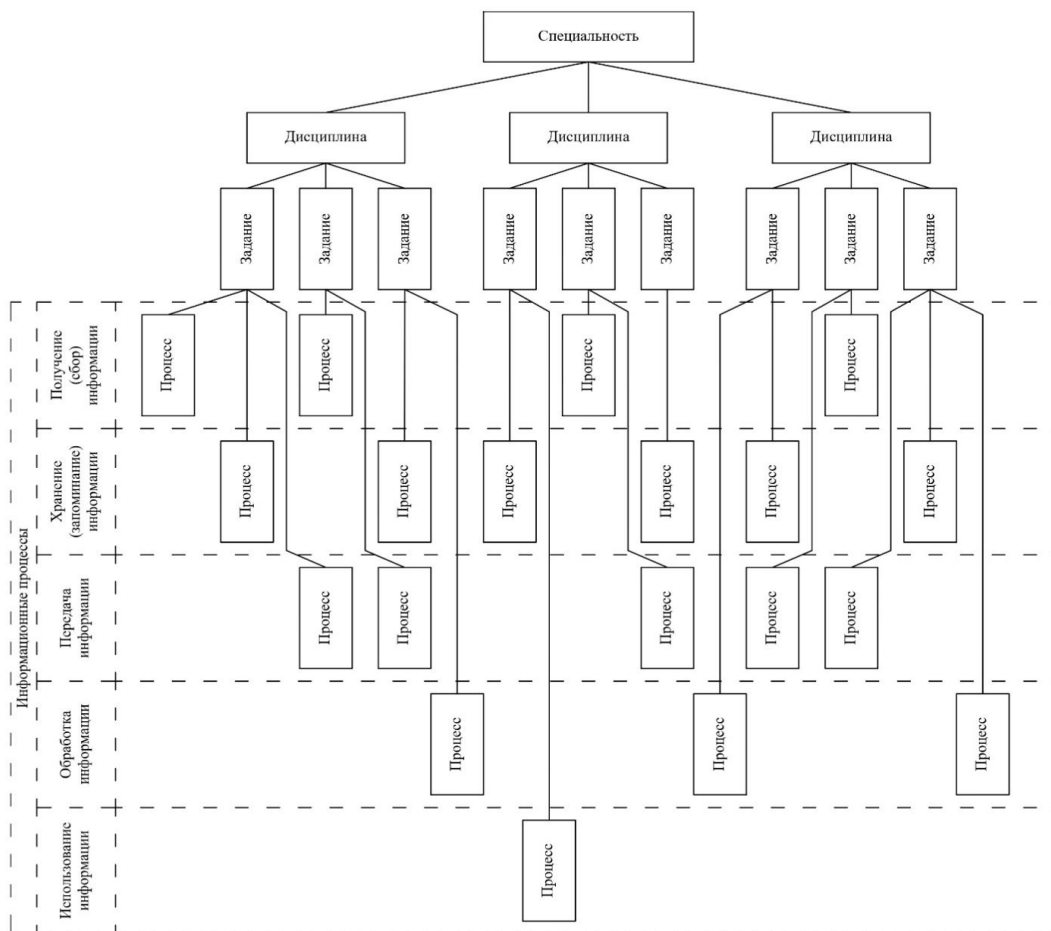 Специальность
Дисциплина
Дисциплина
Дисциплина
Задание
Задание
Задание
Задание
Задание
Задание
Задание
Задание
Задание
Информационные процессы
Получение
(сбор)
информации
Процесс
Процесс
Процесс
Процесс
Хранение
(запоминание)
информации
Процесс
Процесс
Процесс
Процесс
Процесс
Процесс
Передача
информации
Процесс
Процесс
Процесс
Процесс
Процесс
Обработка
информации
Процесс
Процесс
Процесс
Использование
информации
Процесс